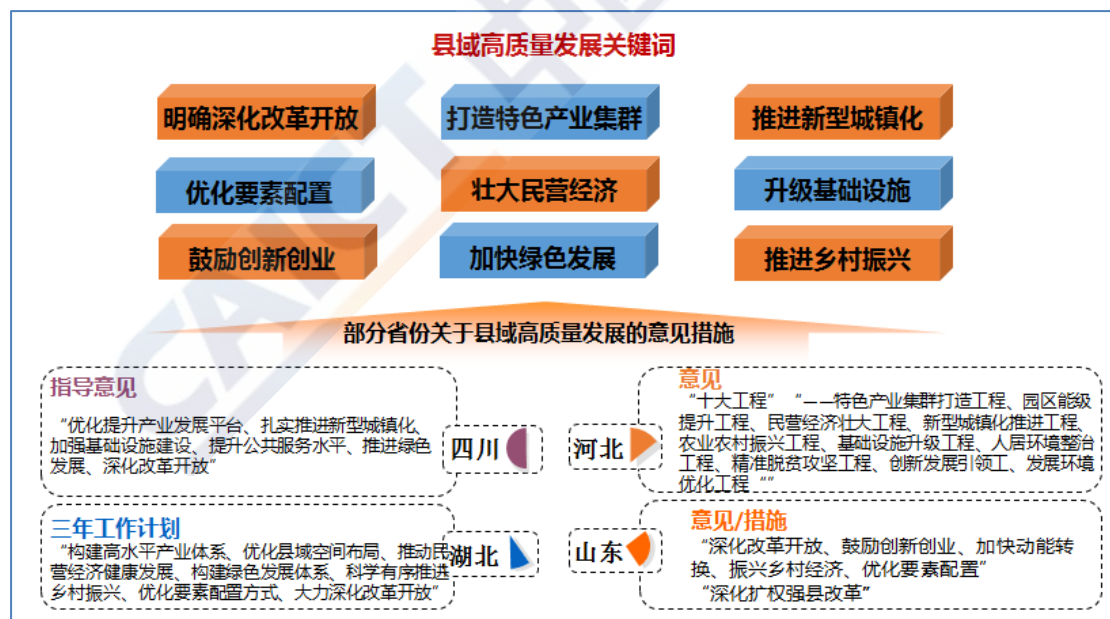 县域高质量发展关键词
明确深化改革开放
打造特色产业集群
推进新型城镇化
优化要素配置
壮大民营经济
升级基础设施
鼓励创新创业
加快绿色发展
推进乡村振兴
部分省份关于县域高质量发展的意见措施
指导意见
“优化提升产业发展平台、扎实推进新型城镇化、
加强基础设施建设、提升公共服务水平、推进绿色
发展、深化改革开放”
四川
河北
意见
“十大工程”“——特色产业集群打造工程、园区能级
提升工程、民营经济壮大工程、新型城镇化推进工程、
农业农村振兴工程、基础设施升级工程、人居环境整治
工程、精准脱贫攻坚工程、创新发展引领工、发展环境
优化工程 “”
三年工作计划
“构建高水平产业体系、优化县域空间布局、推动民
营经济健康发展、构建绿色发展体系、科学有序推进
乡村振兴、优化要素配置方式、大力深化改革开放”
湖北
山东
意见/措施
“深化改革开放、鼓励创新创业、加快动能转
换、振兴乡村经济、优化要素配置”
“深化扩权强县改革”
CAICT